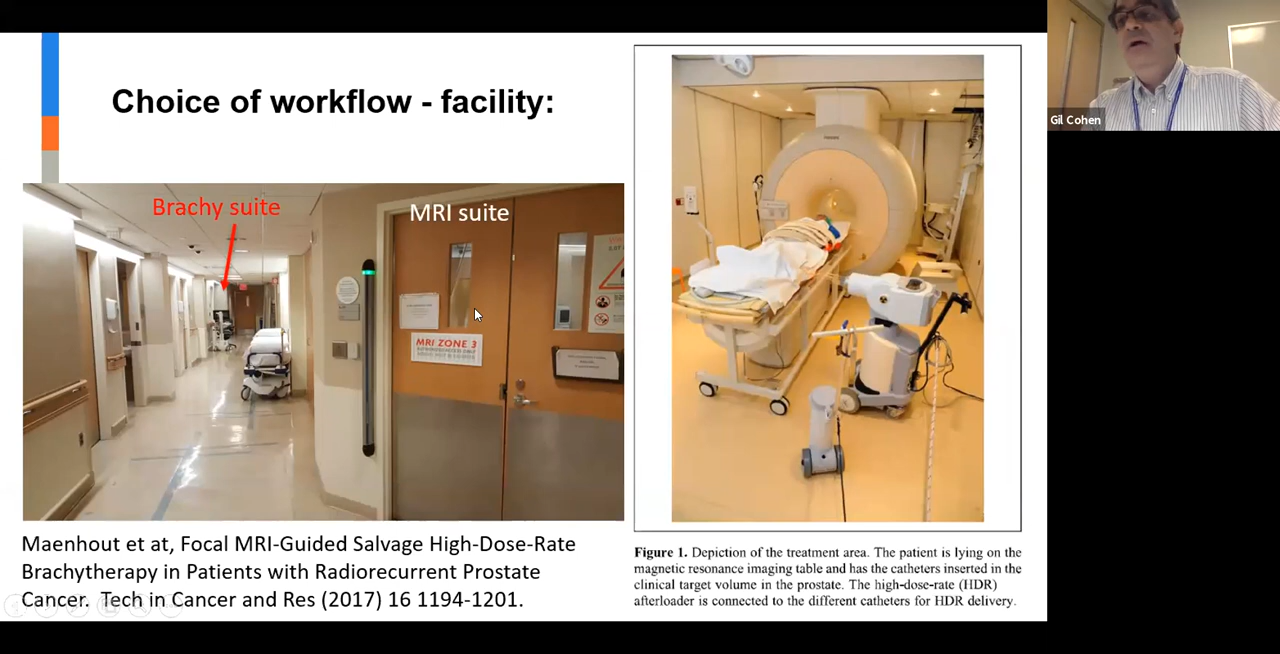 Choice of workflow - facility:
Brachy suite
MRI suite
MRI ZONE 3
Maenhout et at, Focal MRI-Guided Salvage High-Dose-Rate
Brachytherapy in Patients with Radiorecurrent Prostate
Cancer. Tech in Cancer and Res (2017) 16 1194-1201.
Figure 1. Depiction of the treatment area. The patient is lying on the
magnetic resonance imaging table and has the catheters inserted in the
clinical target volume in the prostate. The high-dose-rate (HDR)
afterloader is connected to the different catheters for HDR delivery.
Gil Cohen